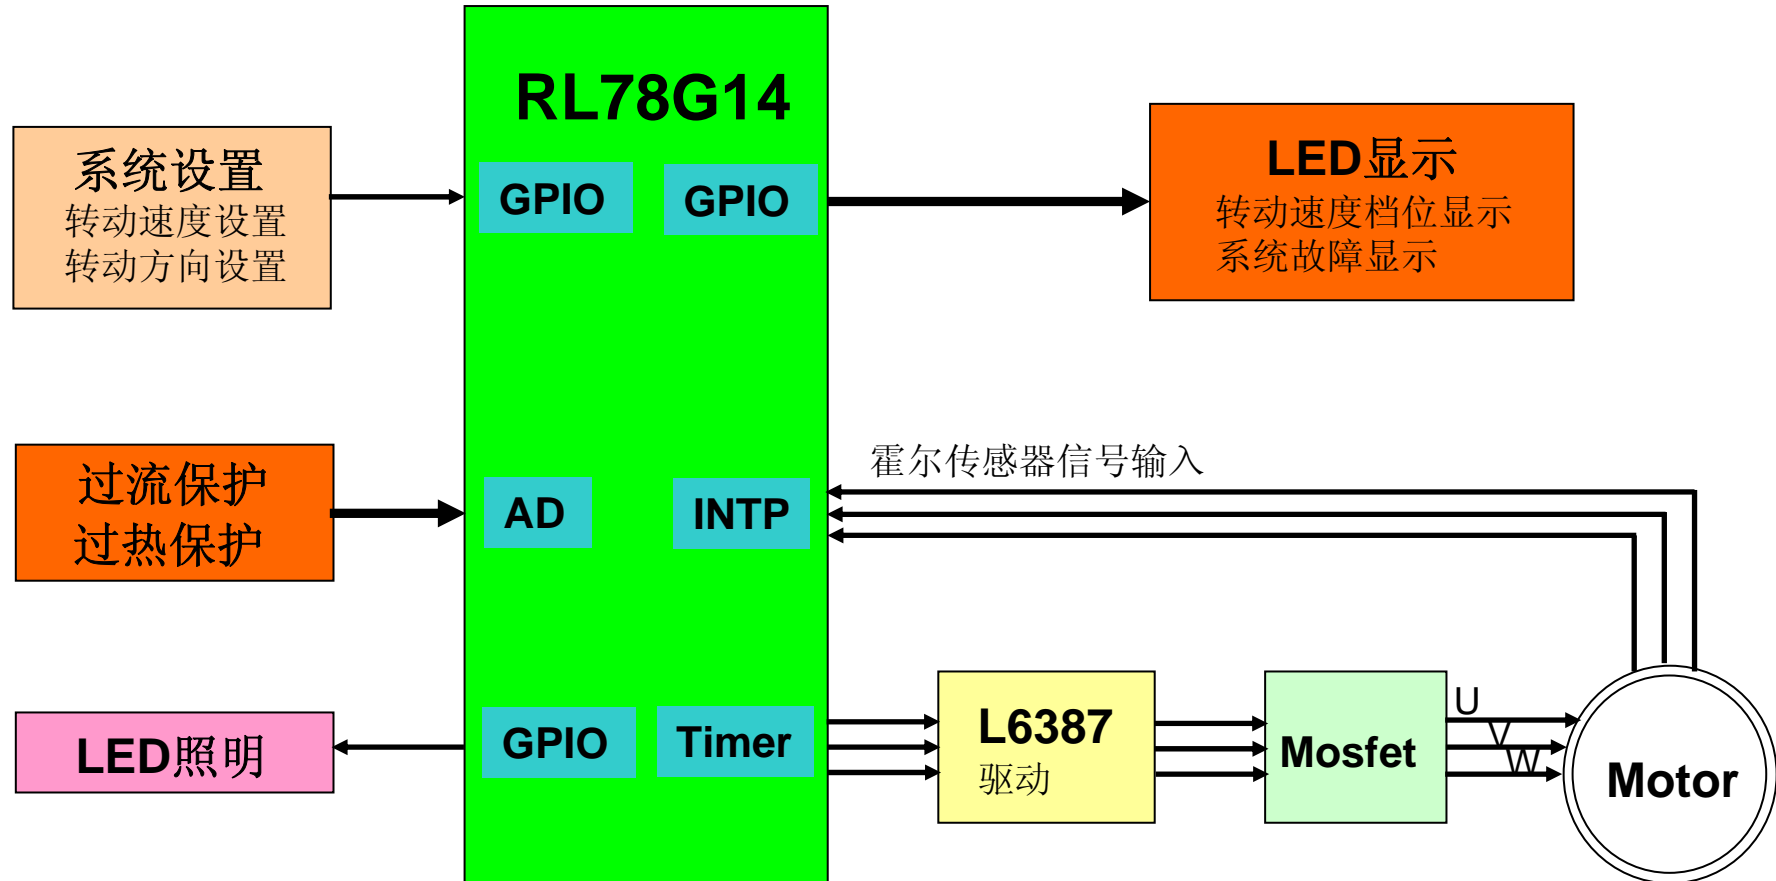 RL78G14
系统设置
转动速度设置
转动方向设置
GPIO
GPIO
LED显示
转动速度档位显示
系统故障显示
过流保护
过热保护
AD
INTP
霍尔传感器信号输入
LED照明
GPIO
Timer
L6387
驱动
Mosfet
U
V
W
Motor